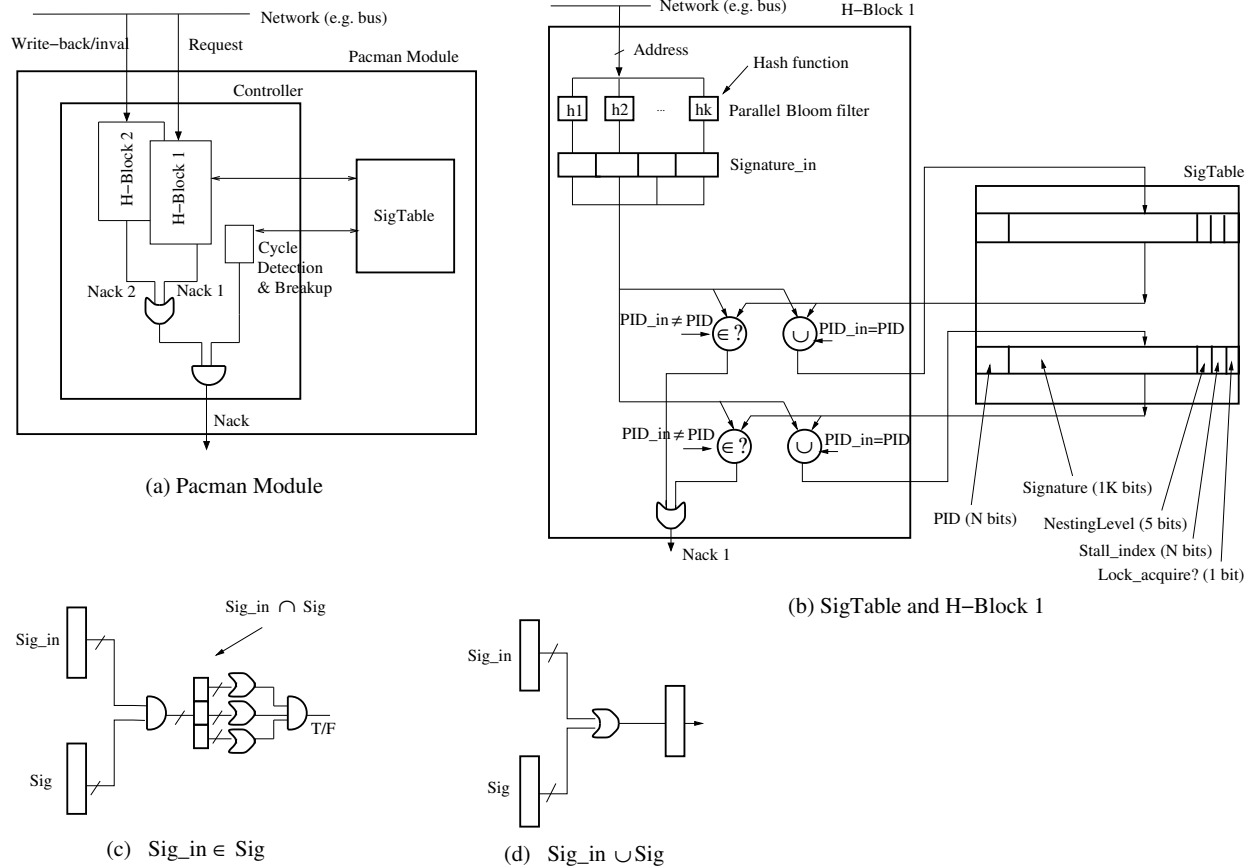 Network (e.g. bus)
Write−back/inval
Request
Pacman Module
Controller
H−Block 2
H−Block 1
SigTable
Cycle
Detection
& Breakup
Nack 2
Nack 1
Nack
(a) Pacman Module
Network (e.g. bus)
H−Block 1
Address
Hash function
h1
h2
...
hk
Parallel Bloom filter
Signature_in
SigTable
PID_in ≠ PID
∈ ?
∪
PID_in=PID
PID_in ≠ PID
∈ ?
∪
PID_in=PID
Nack 1
Signature (1K bits)
PID (N bits)
NestingLevel (5 bits)
Stall_index (N bits)
Lock_acquire? (1 bit)
(b) SigTable and H−Block 1
Sig_in ∩ Sig
Sig_in
Sig
T/F
(c) Sig_in ∈ Sig
Sig_in
Sig
(d) Sig_in ∪ Sig